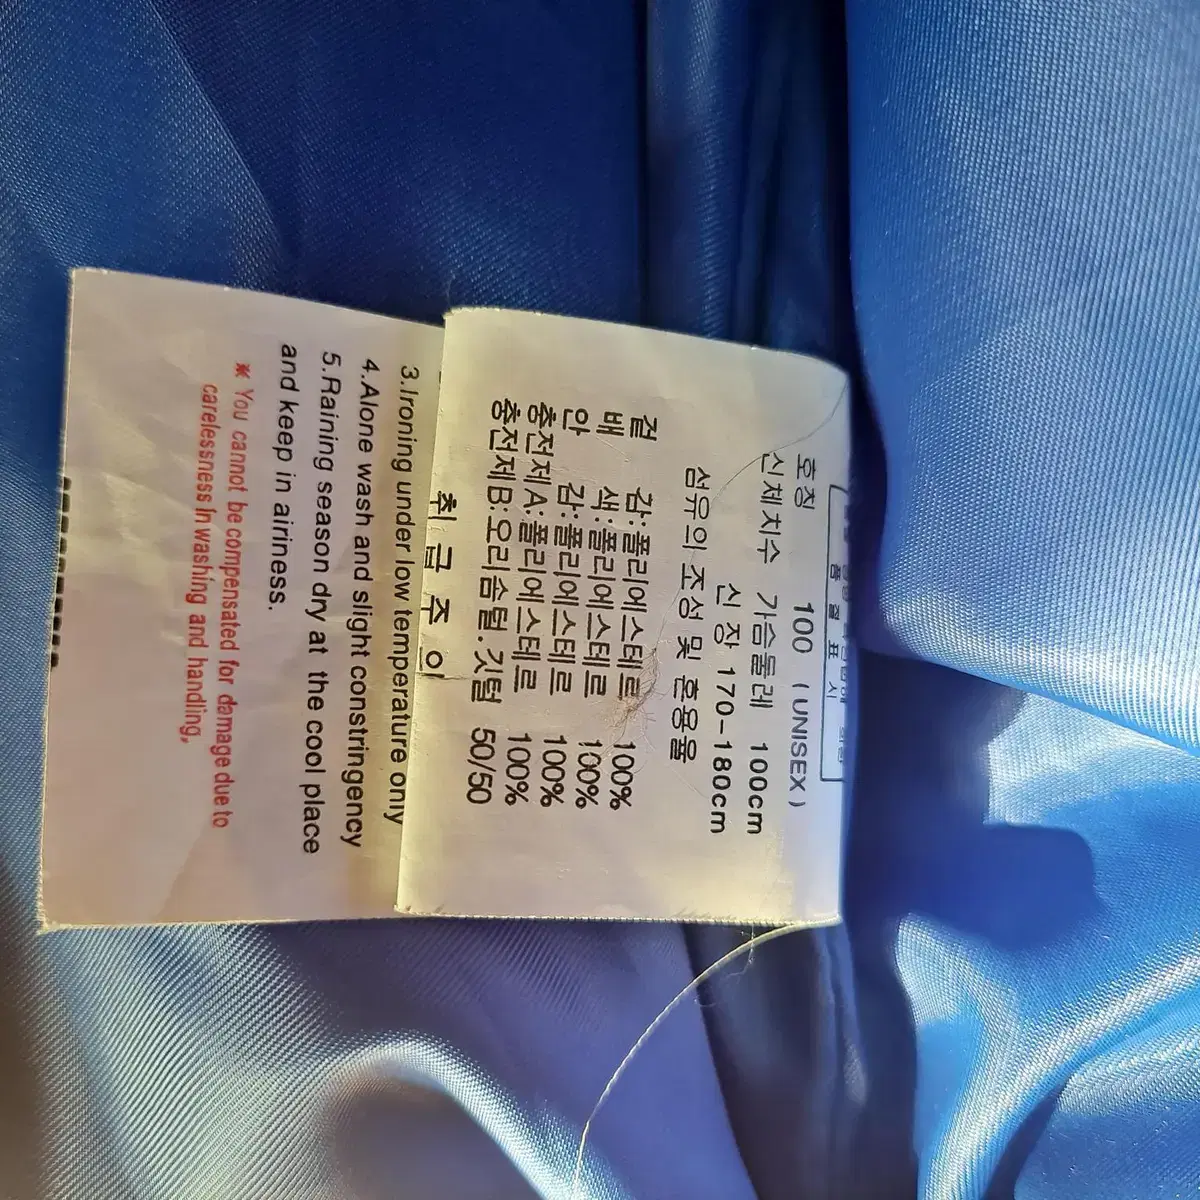 품 질 표 시
호칭 100 (UNISEX)
신체치수 가슴둘레 100cm
신 장 170-180cm
섬유의 조성 및 혼용율
겉 감:폴리에스테르 100%
배 색:폴리에스테르 100%
안 감:폴리에스테르 100%
충전제A:폴리에스테르 100%
충전제B:오리솜털.깃털 50/50
취 급 주 의
3.Ironing under low temperature only
4.Alone wash and slight constringency
5.Raining season dry at the cool place
and keep in airiness.
※ You cannot be compensated for damage due to
carelessness in washing and handling,